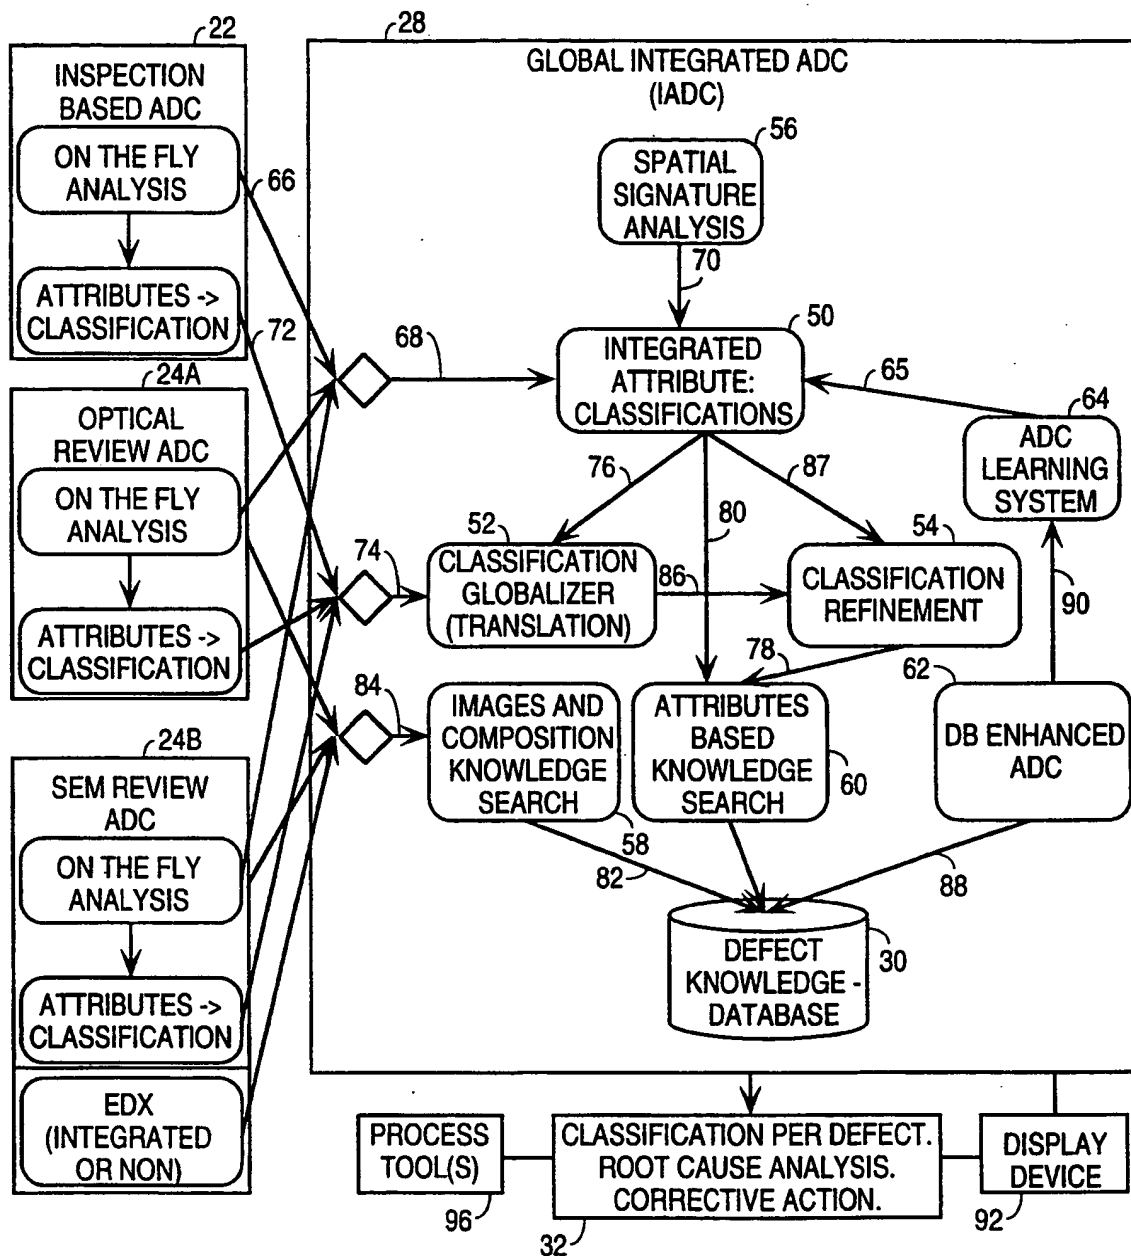 22
INSPECTION
BASED ADC
ON THE FLY
ANALYSIS
ATTRIBUTES ->
CLASSIFICATION
66
72
24A
OPTICAL
REVIEW ADC
ON THE FLY
ANALYSIS
ATTRIBUTES ->
CLASSIFICATION
24B
SEM REVIEW
ADC
ON THE FLY
ANALYSIS
ATTRIBUTES ->
CLASSIFICATION
EDX
(INTEGRATED
OR NON)
28
GLOBAL INTEGRATED ADC
(IADC)
56
SPATIAL
SIGNATURE
ANALYSIS
70
68
50
INTEGRATED
ATTRIBUTE:
CLASSIFICATIONS
65
64
ADC
LEARNING
SYSTEM
76
80
87
74
52
CLASSIFICATION
GLOBALIZER
(TRANSLATION)
86
54
CLASSIFICATION
REFINEMENT
90
78
84
IMAGES AND
COMPOSITION
KNOWLEDGE
SEARCH
58
ATTRIBUTES
BASED
KNOWLEDGE
SEARCH
60
62
DB ENHANCED
ADC
82
88
DEFECT
KNOWLEDGE -
DATABASE
30
PROCESS
TOOL(S)
96
CLASSIFICATION PER DEFECT.
ROOT CAUSE ANALYSIS.
CORRECTIVE ACTION.
32
DISPLAY
DEVICE
92